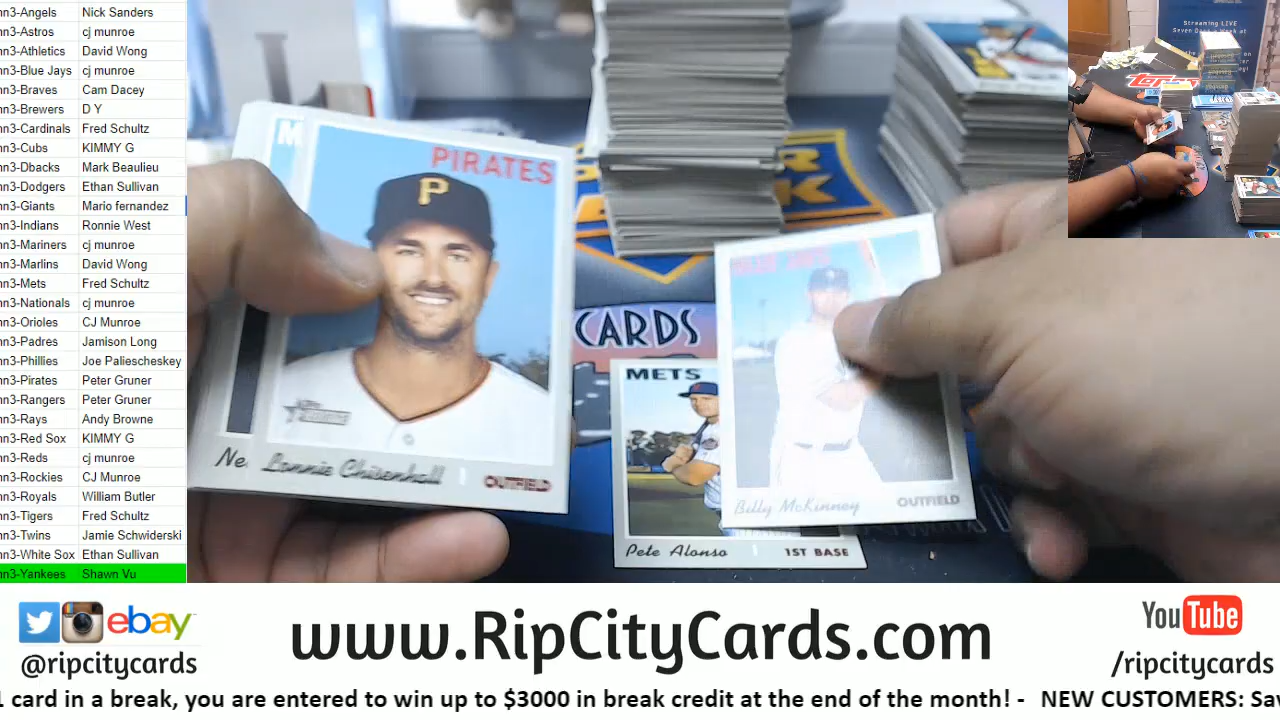 nn3-Angels Nick Sanders
nn3-Astros cj munroe
nn3-Athletics David Wong
nn3-Blue Jays cj munroe
nn3-Braves Cam Dacey
nn3-Brewers D Y
nn3-Cardinals Fred Schultz
nn3-Cubs KIMMY G
nn3-Dbacks Mark Beaulieu
nn3-Dodgers Ethan Sullivan
nn3-Giants Mario fernandez
nn3-Indians Ronnie West
nn3-Mariners cj munroe
nn3-Marlins David Wong
nn3-Mets Fred Schultz
nn3-Nationals cj munroe
nn3-Orioles CJ Munroe
nn3-Padres Jamison Long
nn3-Phillies Joe Paliescheskey
nn3-Pirates Peter Gruner
nn3-Rangers Peter Gruner
nn3-Rays Andy Browne
nn3-Red Sox KIMMY G
nn3-Reds cj munroe
nn3-Rockies CJ Munroe
nn3-Royals William Butler
nn3-Tigers Fred Schultz
nn3-Twins Jamie Schwiderski
nn3-White Sox Ethan Sullivan
nn3-Yankees Shawn Vu
M
PIRATES
P
Ne
Lonnie Chisenhall OUTFIELD
CARDS
METS
Pete Alonso 1ST BASE
BLUE JAYS
Billy McKinney OUTFIELD
Streaming LIVE
Topps
ebay
@ripcitycards
www.RipCityCards.com
YouTube
/ripcitycards
1 card in a break, you are entered to win up to $3000 in break credit at the end of the month! - NEW CUSTOMERS: Sav